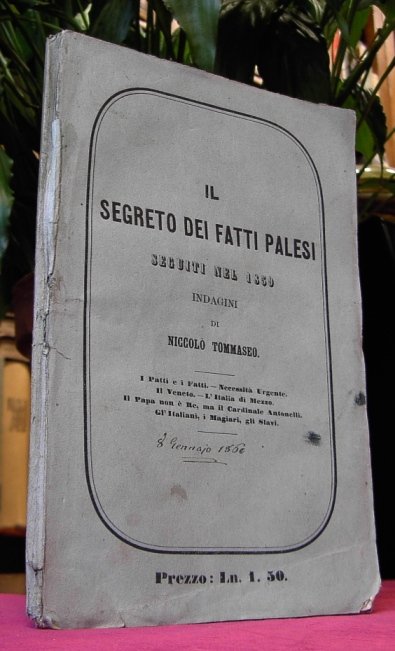 IL
SEGRETO DEI FATTI PALESI
SEGUITI NEL 1859
INDAGINI
DI
NICCOLÒ TOMMASEO.
I Patti e i Fatti. — Necessità Urgente.
Il Veneto. — L'Italia di Mezzo.
Il Papa non è Re, ma il Cardinale Antonelli.
Gl' Italiani, i Magiari, gli Slavi.
8 Gennajo
Prezzo: Ln. 1. 50.